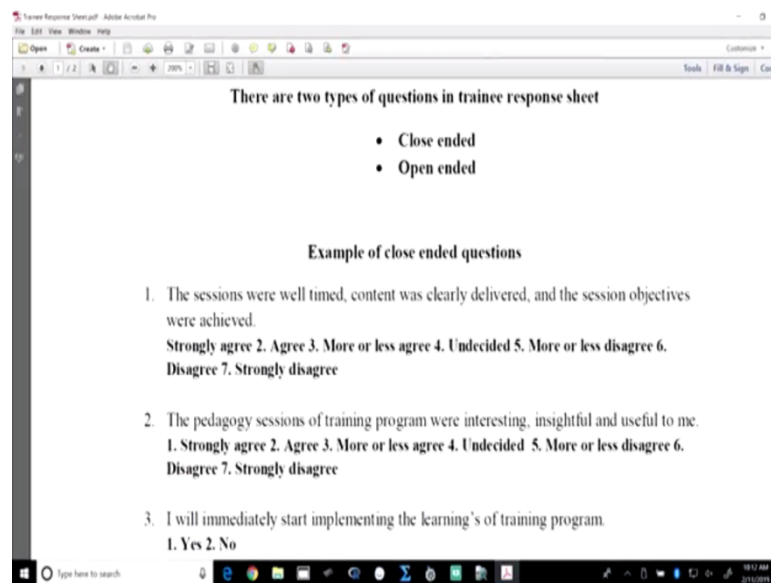 Trainee Response Sheet.pdf - Adobe Acrobat Pro
File Edit View Window Help
Open Create Customize
1 / 2 200% Tools Fill & Sign
There are two types of questions in trainee response sheet
• Close ended
• Open ended
Example of close ended questions
1. The sessions were well timed, content was clearly delivered, and the session objectives
were achieved.
Strongly agree 2. Agree 3. More or less agree 4. Undecided 5. More or less disagree 6.
Disagree 7. Strongly disagree
2. The pedagogy sessions of training program were interesting, insightful and useful to me.
1. Strongly agree 2. Agree 3. More or less agree 4. Undecided 5. More or less disagree 6.
Disagree 7. Strongly disagree
3. I will immediately start implementing the learning's of training program.
1. Yes 2. No
Type here to search
10:12 AM